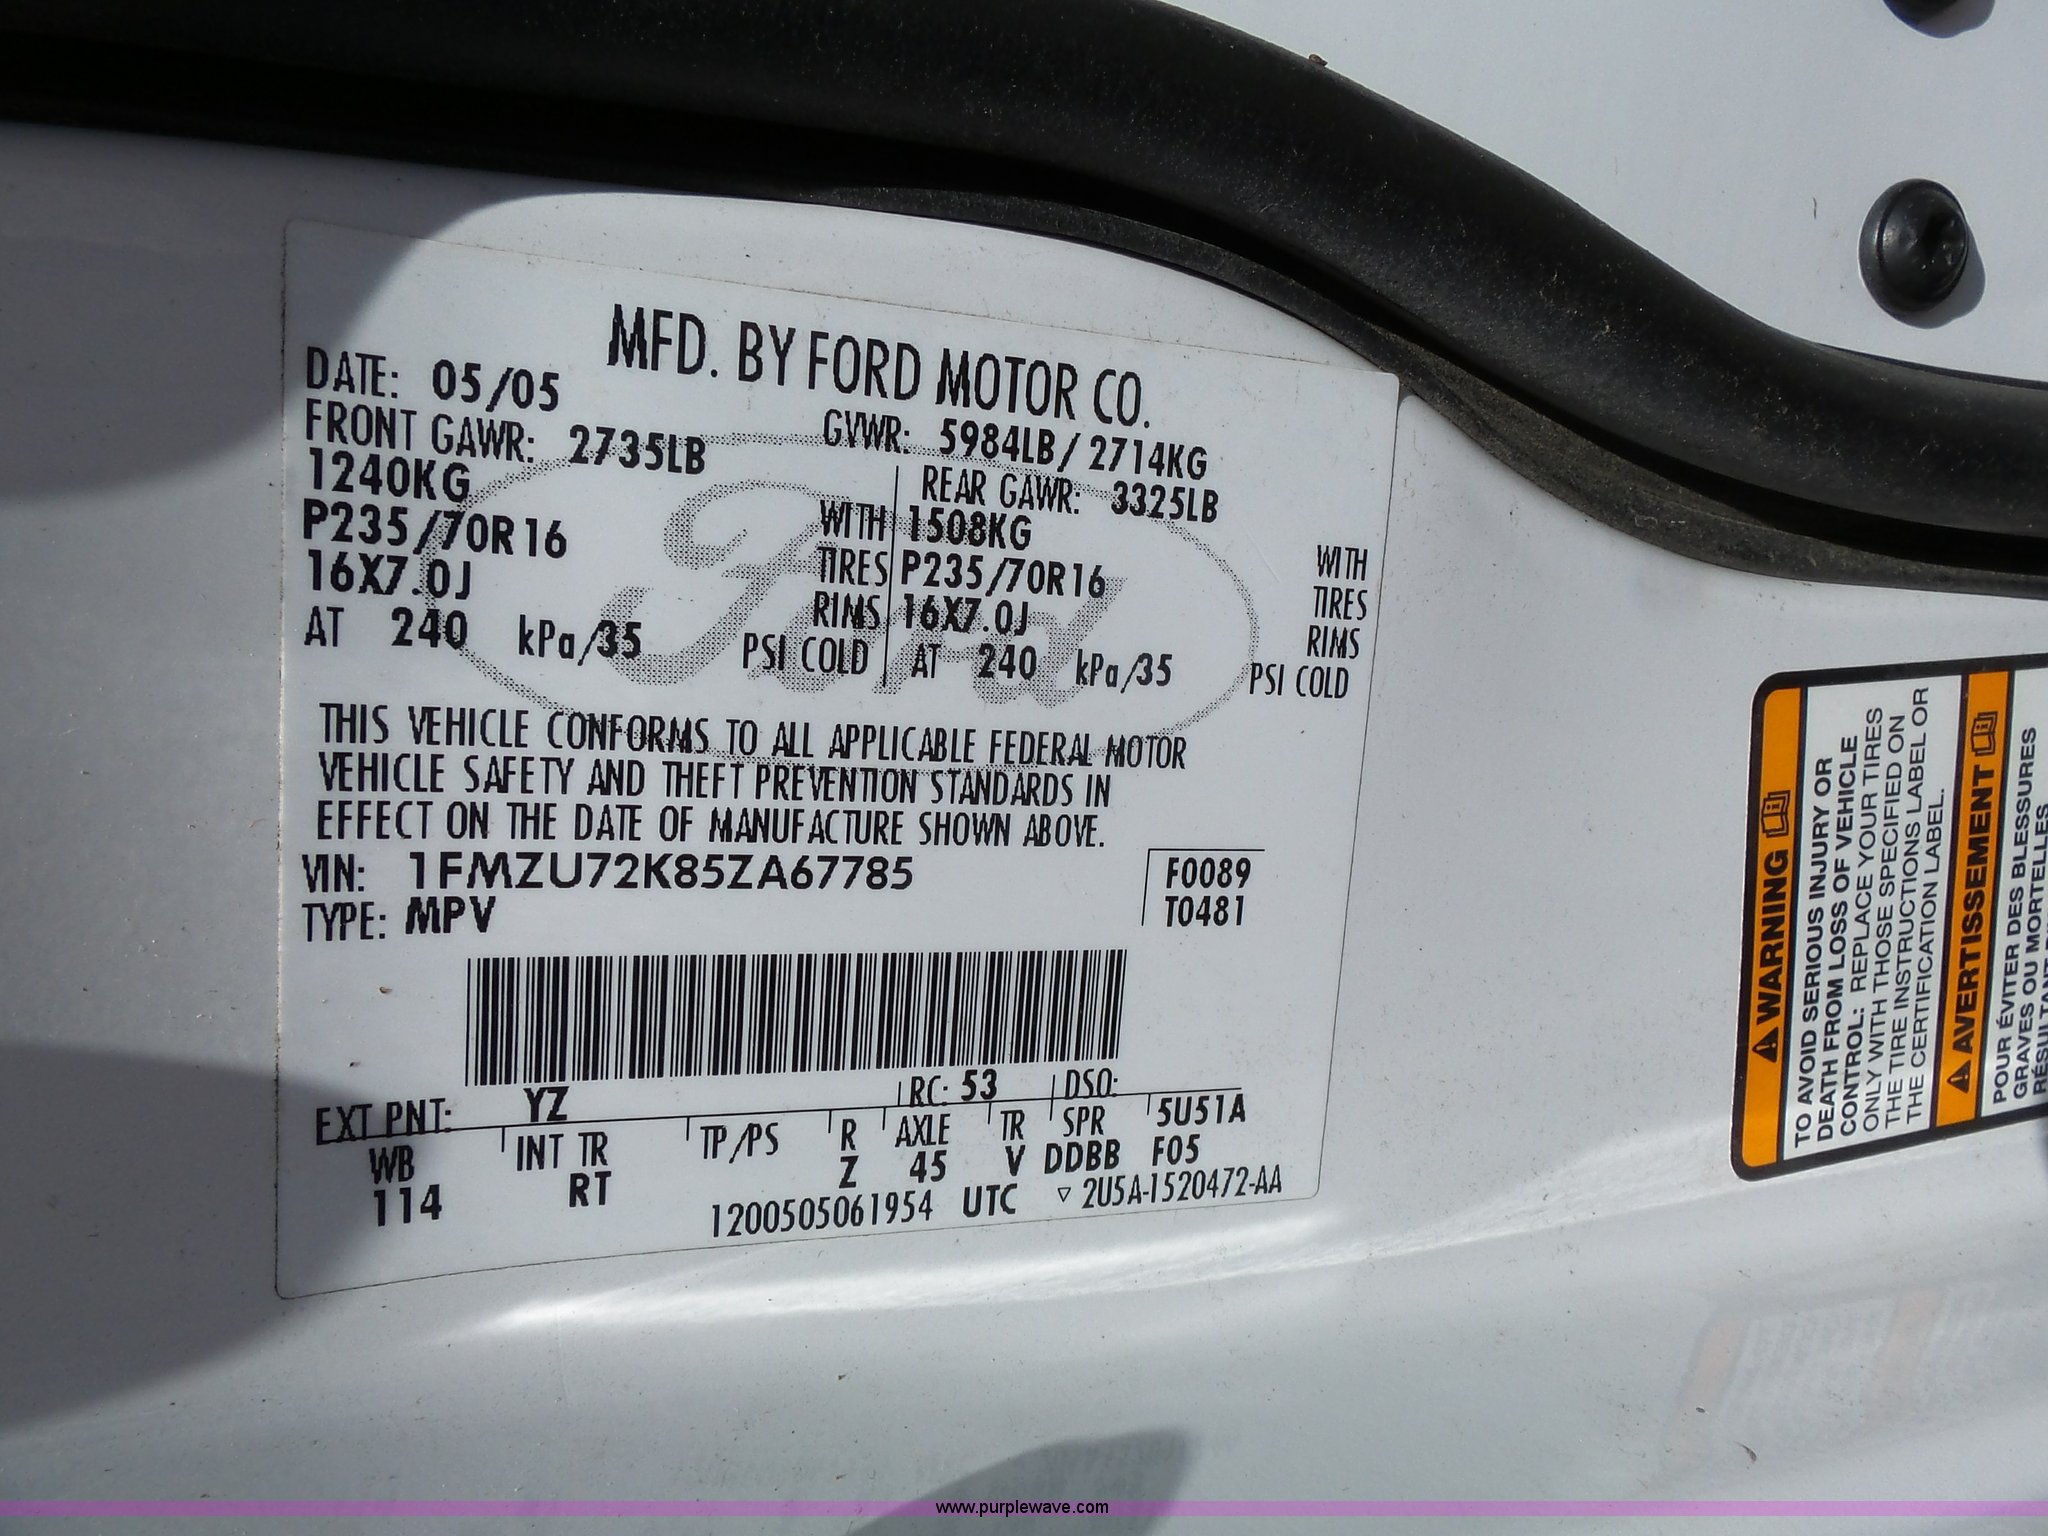 MFD. BY FORD MOTOR CO.
DATE: 05/05
GVWR: 5984LB / 2714KG
FRONT GAWR: 2735LB
1240KG
P235/70R16 WITH TIRES
16X7.0J RIMS
AT 240 kPa/35 PSI COLD
REAR GAWR: 3325LB
1508KG WITH
P235/70R16 TIRES
16X7.0J RIMS
AT 240 kPa/35 PSI COLD
Ford
THIS VEHICLE CONFORMS TO ALL APPLICABLE FEDERAL MOTOR
VEHICLE SAFETY AND THEFT PREVENTION STANDARDS IN
EFFECT ON THE DATE OF MANUFACTURE SHOWN ABOVE.
VIN: 1FMZU72K85ZA67785
TYPE: MPV
F0089
T0481
EXT PNT: YZ RC: 53 DSO:
WB INT TR TP/PS R AXLE TR SPR 5U51A
114 RT Z 45 V DDBB F05
1200505061954 UTC ▽ 2U5A-1520472-AA
⚠ WARNING
TO AVOID SERIOUS INJURY OR
DEATH FROM LOSS OF VEHICLE
CONTROL: REPLACE YOUR TIRES
ONLY WITH THOSE SPECIFIED ON
THE TIRE INSTRUCTIONS LABEL OR
THE CERTIFICATION LABEL.
⚠ AVERTISSEMENT
POUR ÉVITER DES BLESSURES
GRAVES OU MORTELLES
RÉSULTANT
www.purplewave.com